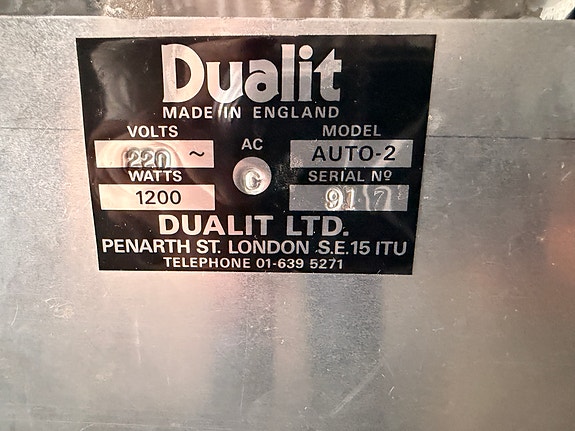 Dualit
MADE IN ENGLAND
VOLTS
220 ~
WATTS
1200
AC
C
MODEL
AUTO-2
SERIAL Nº
917
DUALIT LTD.
PENARTH ST. LONDON S.E.15 ITU
TELEPHONE 01-639 5271